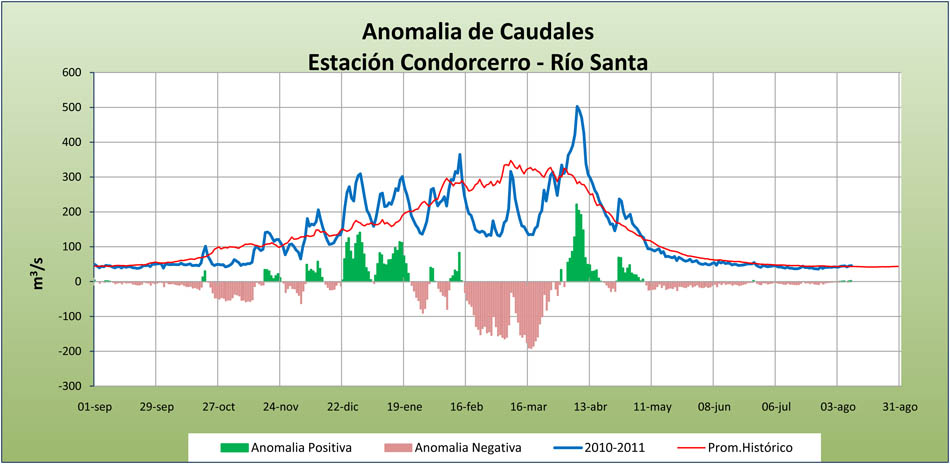 Anomalia de Caudales
Estación Condorcerro - Río Santa
600
500
400
300
200
100
0
-100
-200
-300
m³/s
01-sep 29-sep 27-oct 24-nov 22-dic 19-ene 16-feb 16-mar 13-abr 11-may 08-jun 06-jul 03-ago 31-ago
Anomalia Positiva Anomalia Negativa 2010-2011 Prom.Histórico